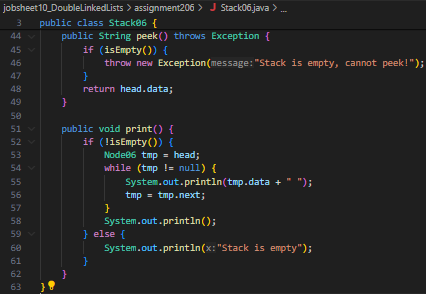 jobsheet10_DoubleLinkedLists > assignment206 > J Stack06.java > ...
3 public class Stack06 {
44 public String peek() throws Exception {
45 if (isEmpty()) {
46 throw new Exception(message:"Stack is empty, cannot peek!");
47 }
48 return head.data;
49 }
50
51 public void print() {
52 if (!isEmpty()) {
53 Node06 tmp = head;
54 while (tmp != null) {
55 System.out.println(tmp.data + " ");
56 tmp = tmp.next;
57 }
58 System.out.println();
59 } else {
60 System.out.println(x:"Stack is empty");
61 }
62 }
63 }